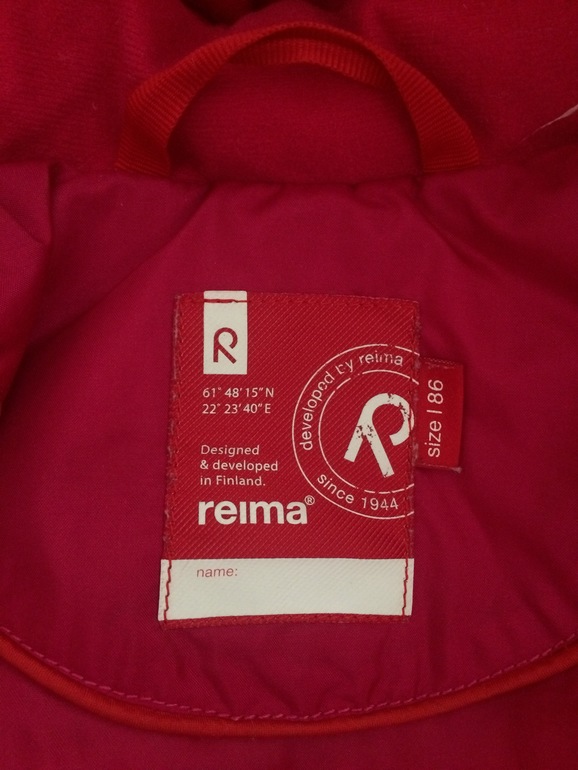 R
61° 48' 15" N
22° 23' 40" E
Designed
& developed
in Finland.
reima®
developed by reima
R
since 1944
size | 86
name: